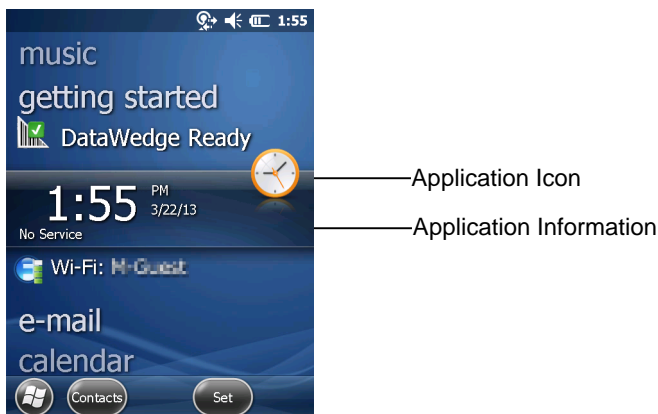 1:55
music
getting started
DataWedge Ready
1:55 PM
3/22/13
No Service
Wi-Fi:
e-mail
calendar
Contacts
Set
Application Icon
Application Information